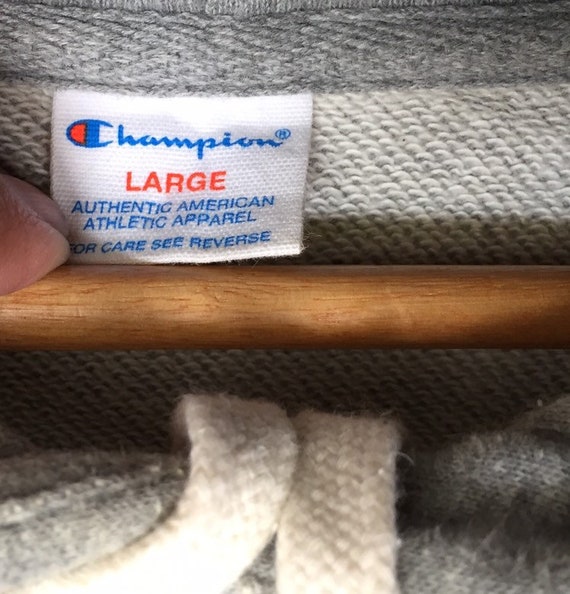 Champion®
LARGE
AUTHENTIC AMERICAN
ATHLETIC APPAREL
FOR CARE SEE REVERSE